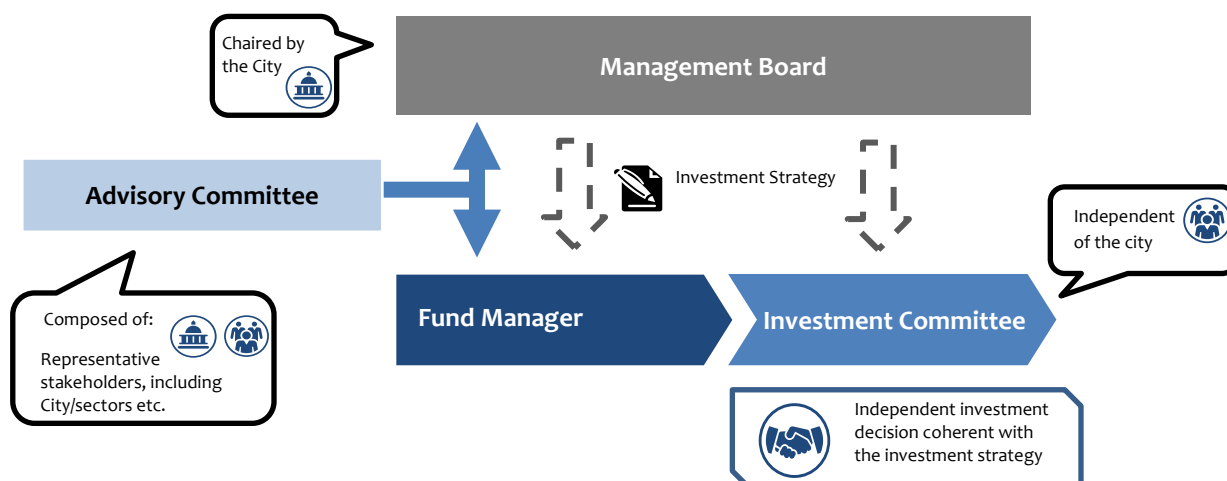 Chaired by
the City
Management Board
Advisory Committee
Investment Strategy
Independent
of the city
Composed of:
Representative
stakeholders, including
City/sectors etc.
Fund Manager
Investment Committee
Independent investment
decision coherent with
the investment strategy